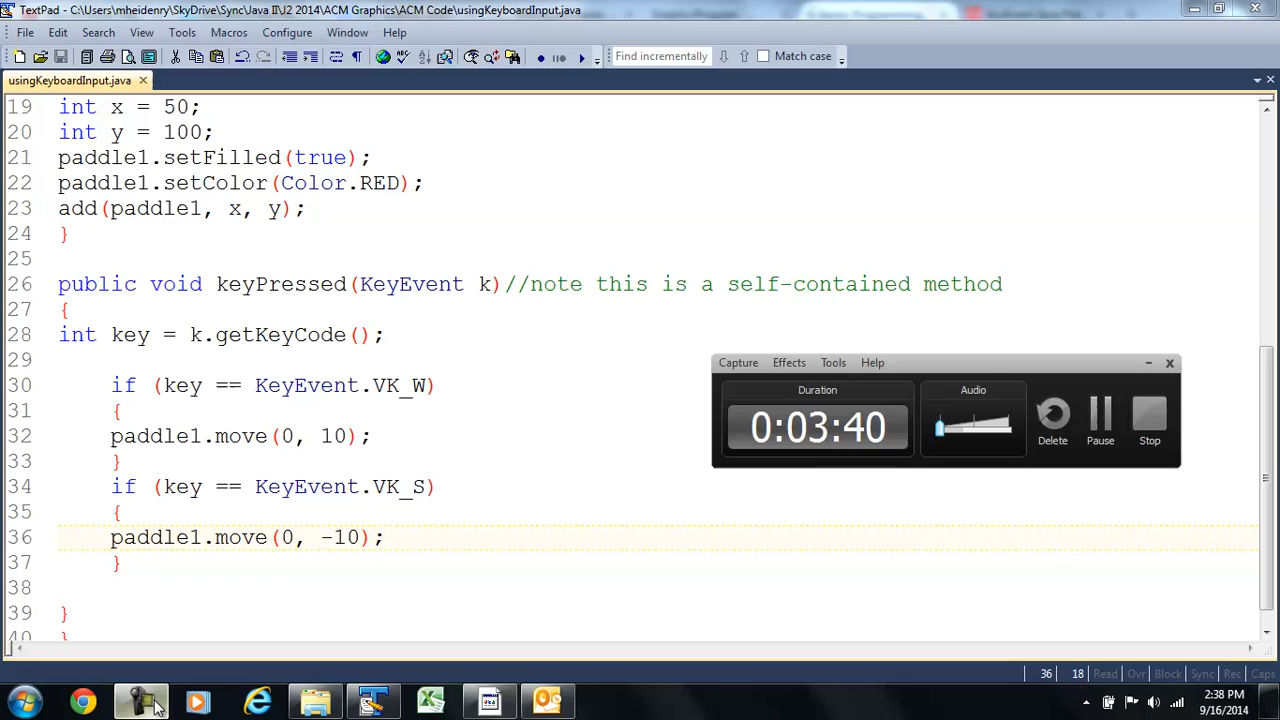 TextPad - C:\Users\mheidenry\SkyDrive\Sync\Java II\J2 2014\ACM Graphics\ACM Code\usingKeyboardInput.java
File Edit Search View Tools Macros Configure Window Help
Find incrementally Match case
usingKeyboardInput.java
19 int x = 50;
20 int y = 100;
21 paddle1.setFilled(true);
22 paddle1.setColor(Color.RED);
23 add(paddle1, x, y);
24 }
25
26 public void keyPressed(KeyEvent k)//note this is a self-contained method
27 {
28 int key = k.getKeyCode();
29
30 if (key == KeyEvent.VK_W)
31 {
32 paddle1.move(0, 10);
33 }
34 if (key == KeyEvent.VK_S)
35 {
36 paddle1.move(0, -10);
37 }
38
39 }
40 }
Capture Effects Tools Help
Duration Audio
0:03:40
Delete Pause Stop
36 18 Read Ovr Block Sync Rec Caps
2:38 PM
9/16/2014